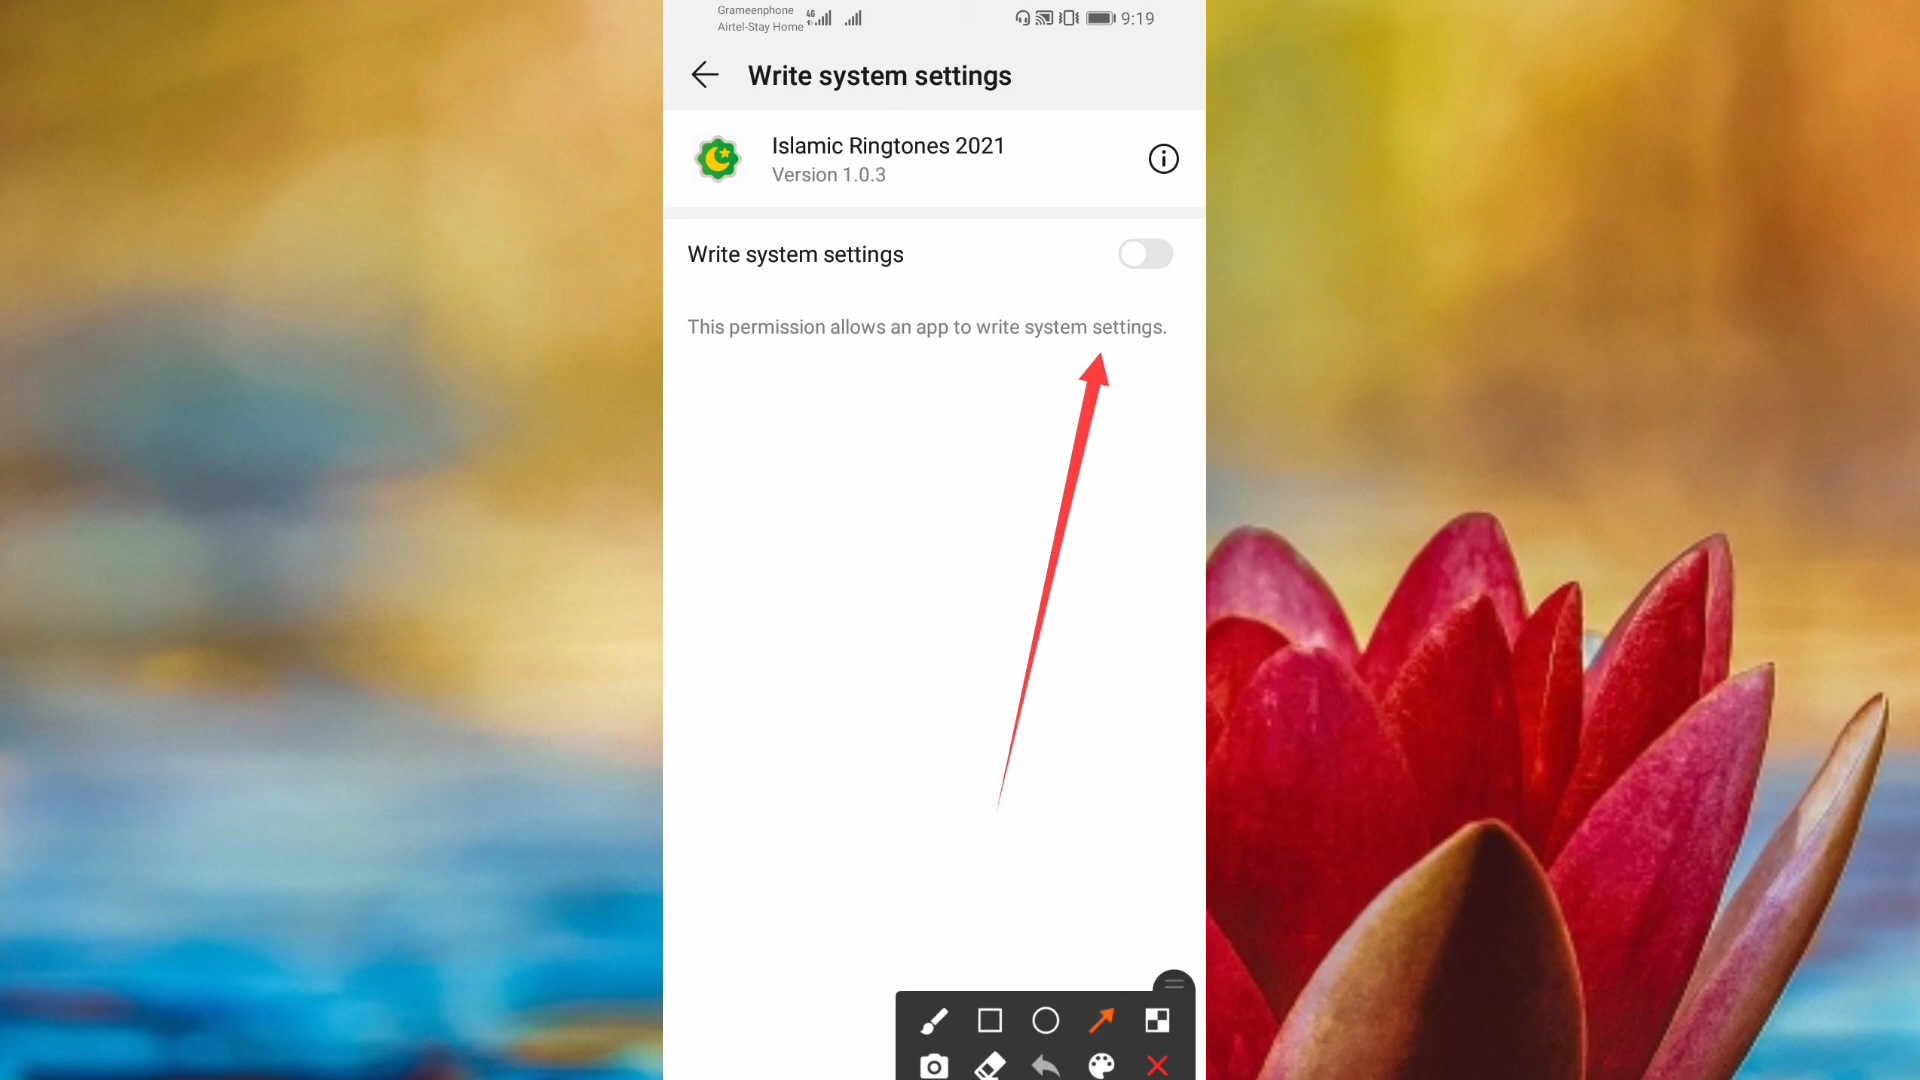 Grameenphone
Airtel-Stay Home
4G
9:19
Write system settings
Islamic Ringtones 2021
Version 1.0.3
Write system settings
This permission allows an app to write system settings.